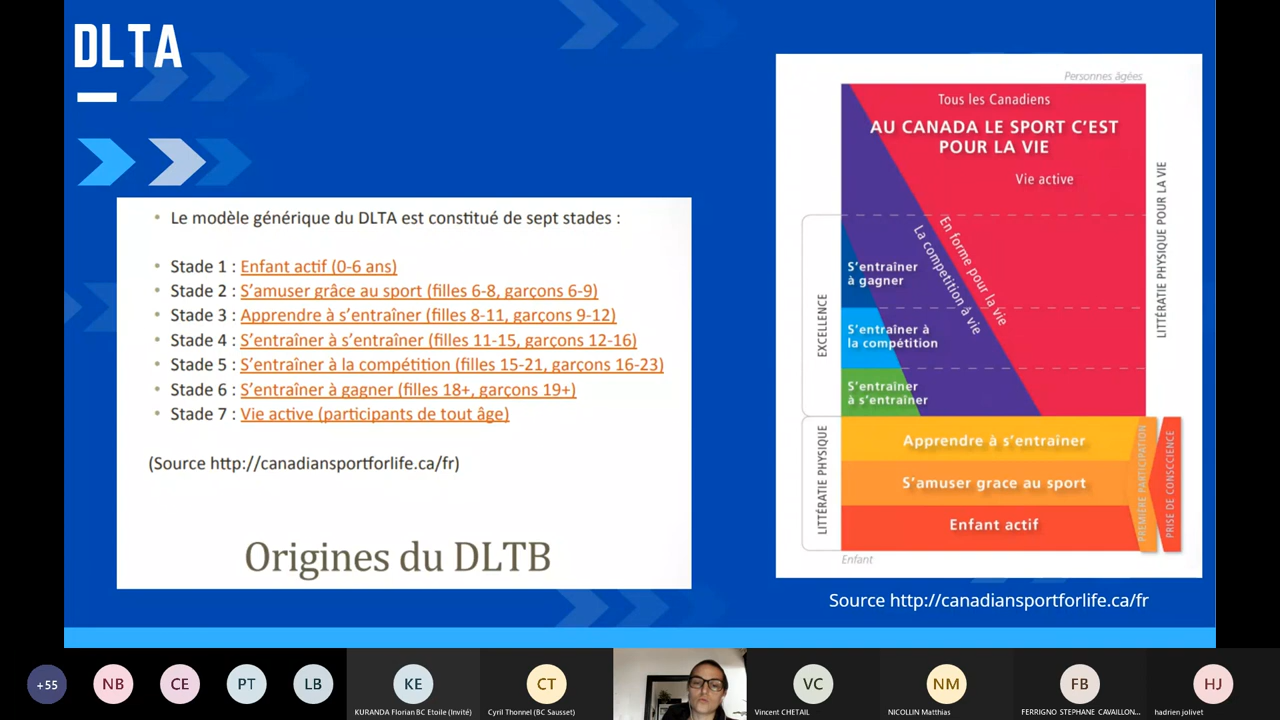 DLTA
Le modèle générique du DLTA est constitué de sept stades :
Stade 1 : Enfant actif (0-6 ans)
Stade 2 : S'amuser grâce au sport (filles 6-8, garçons 6-9)
Stade 3 : Apprendre à s'entraîner (filles 8-11, garçons 9-12)
Stade 4 : S'entraîner à s'entraîner (filles 11-15, garçons 12-16)
Stade 5 : S'entraîner à la compétition (filles 15-21, garçons 16-23)
Stade 6 : S'entraîner à gagner (filles 18+, garçons 19+)
Stade 7 : Vie active (participants de tout âge)
(Source http://canadiansportforlife.ca/fr)
Origines du DLTB
Personnes âgées
Tous les Canadiens
AU CANADA LE SPORT C'EST
POUR LA VIE
Vie active
En forme pour la vie
La compétition à vie
S'entraîner
à gagner
S'entraîner à
la compétition
S'entraîner
à s'entraîner
EXCELLENCE
LITTÉRATIE PHYSIQUE POUR LA VIE
Apprendre à s'entraîner
S'amuser grace au sport
Enfant actif
LITTÉRATIE PHYSIQUE
PREMIÈRE PARTICIPATION
PRISE DE CONSCCIENCE
Enfant
Source http://canadiansportforlife.ca/fr
+55
NB
CE
PT
LB
KE
KURANDA Florian BC Etoile (Invité)
CT
Cyril Thonnel (BC Sausset)
VC
Vincent CHETAIL
NM
NICOLLIN Matthias
FB
FERRIGNO STEPHANE CAVAILLON...
HJ
hadrien jolivet